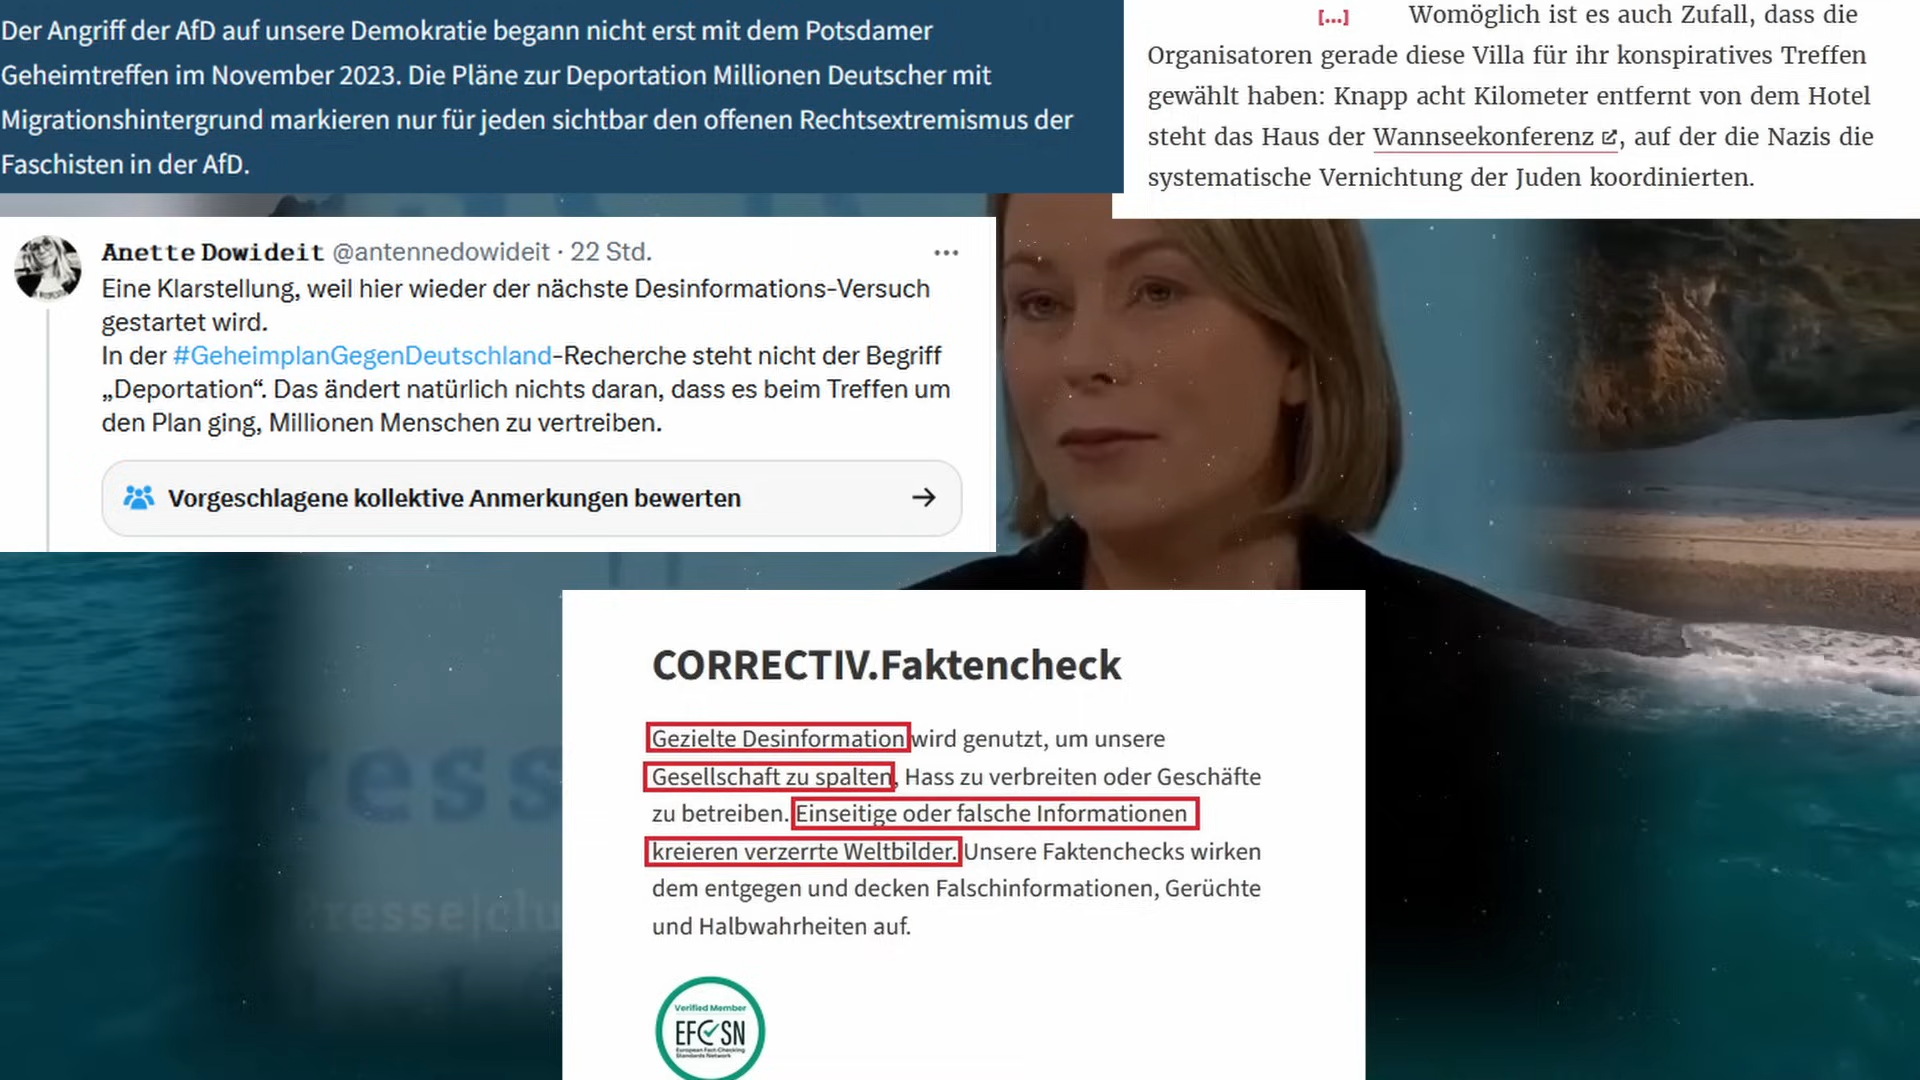 Der Angriff der AfD auf unsere Demokratie begann nicht erst mit dem Potsdamer
Geheimtreffen im November 2023. Die Pläne zur Deportation Millionen Deutscher mit
Migrationshintergrund markieren nur für jeden sichtbar den offenen Rechtsextremismus der
Faschisten in der AfD.
[...] Womöglich ist es auch Zufall, dass die
Organisatoren gerade diese Villa für ihr konspiratives Treffen
gewählt haben: Knapp acht Kilometer entfernt von dem Hotel
steht das Haus der Wannseekonferenz, auf der die Nazis die
systematische Vernichtung der Juden koordinierten.
Anette Dowideit @antennedowideit · 22 Std.
Eine Klarstellung, weil hier wieder der nächste Desinformations-Versuch
gestartet wird.
In der #GeheimplanGegenDeutschland-Recherche steht nicht der Begriff
„Deportation“. Das ändert natürlich nichts daran, dass es beim Treffen um
den Plan ging, Millionen Menschen zu vertreiben.
Vorgeschlagene kollektive Anmerkungen bewerten
CORRECTIV.Faktencheck
Gezielte Desinformation wird genutzt, um unsere
Gesellschaft zu spalten, Hass zu verbreiten oder Geschäfte
zu betreiben. Einseitige oder falsche Informationen
kreieren verzerrte Weltbilder. Unsere Faktenchecks wirken
dem entgegen und decken Falschinformationen, Gerüchte
und Halbwahrheiten auf.
Verified Member
EFCSN
European Fact-Checking
Standards Network